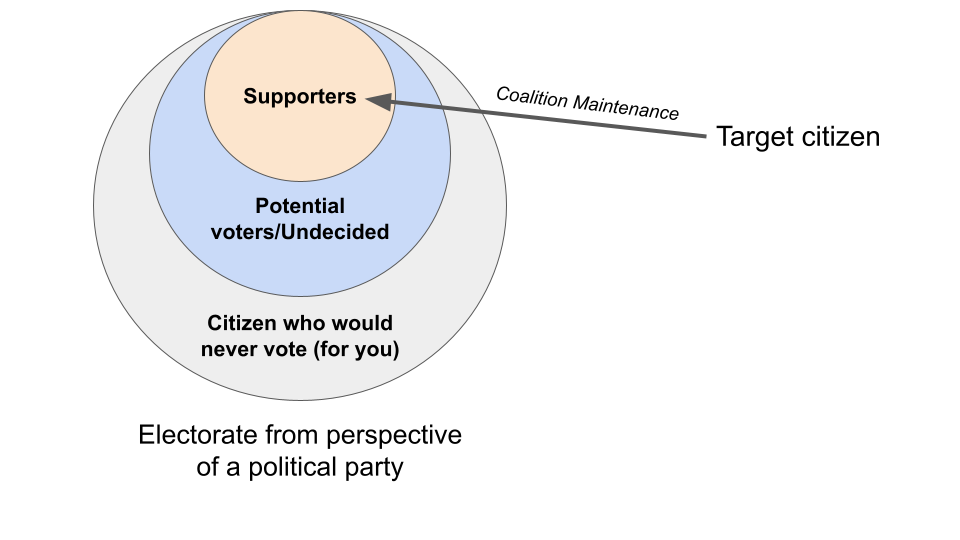 Supporters
Coalition Maintenance
Target citizen
Potential
voters/Undecided
Citizen who would
never vote (for you)
Electorate from perspective
of a political party